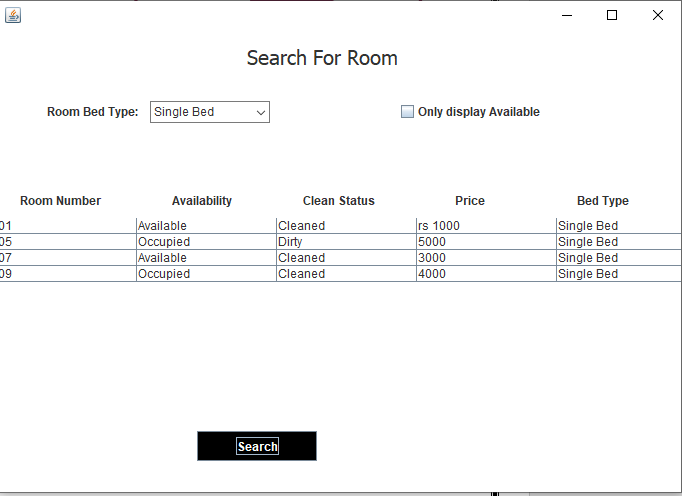 Search For Room
Room Bed Type: Single Bed Only display Available
Room Number Availability Clean Status Price Bed Type
01 Available Cleaned rs 1000 Single Bed
05 Occupied Dirty 5000 Single Bed
07 Available Cleaned 3000 Single Bed
09 Occupied Cleaned 4000 Single Bed
Search